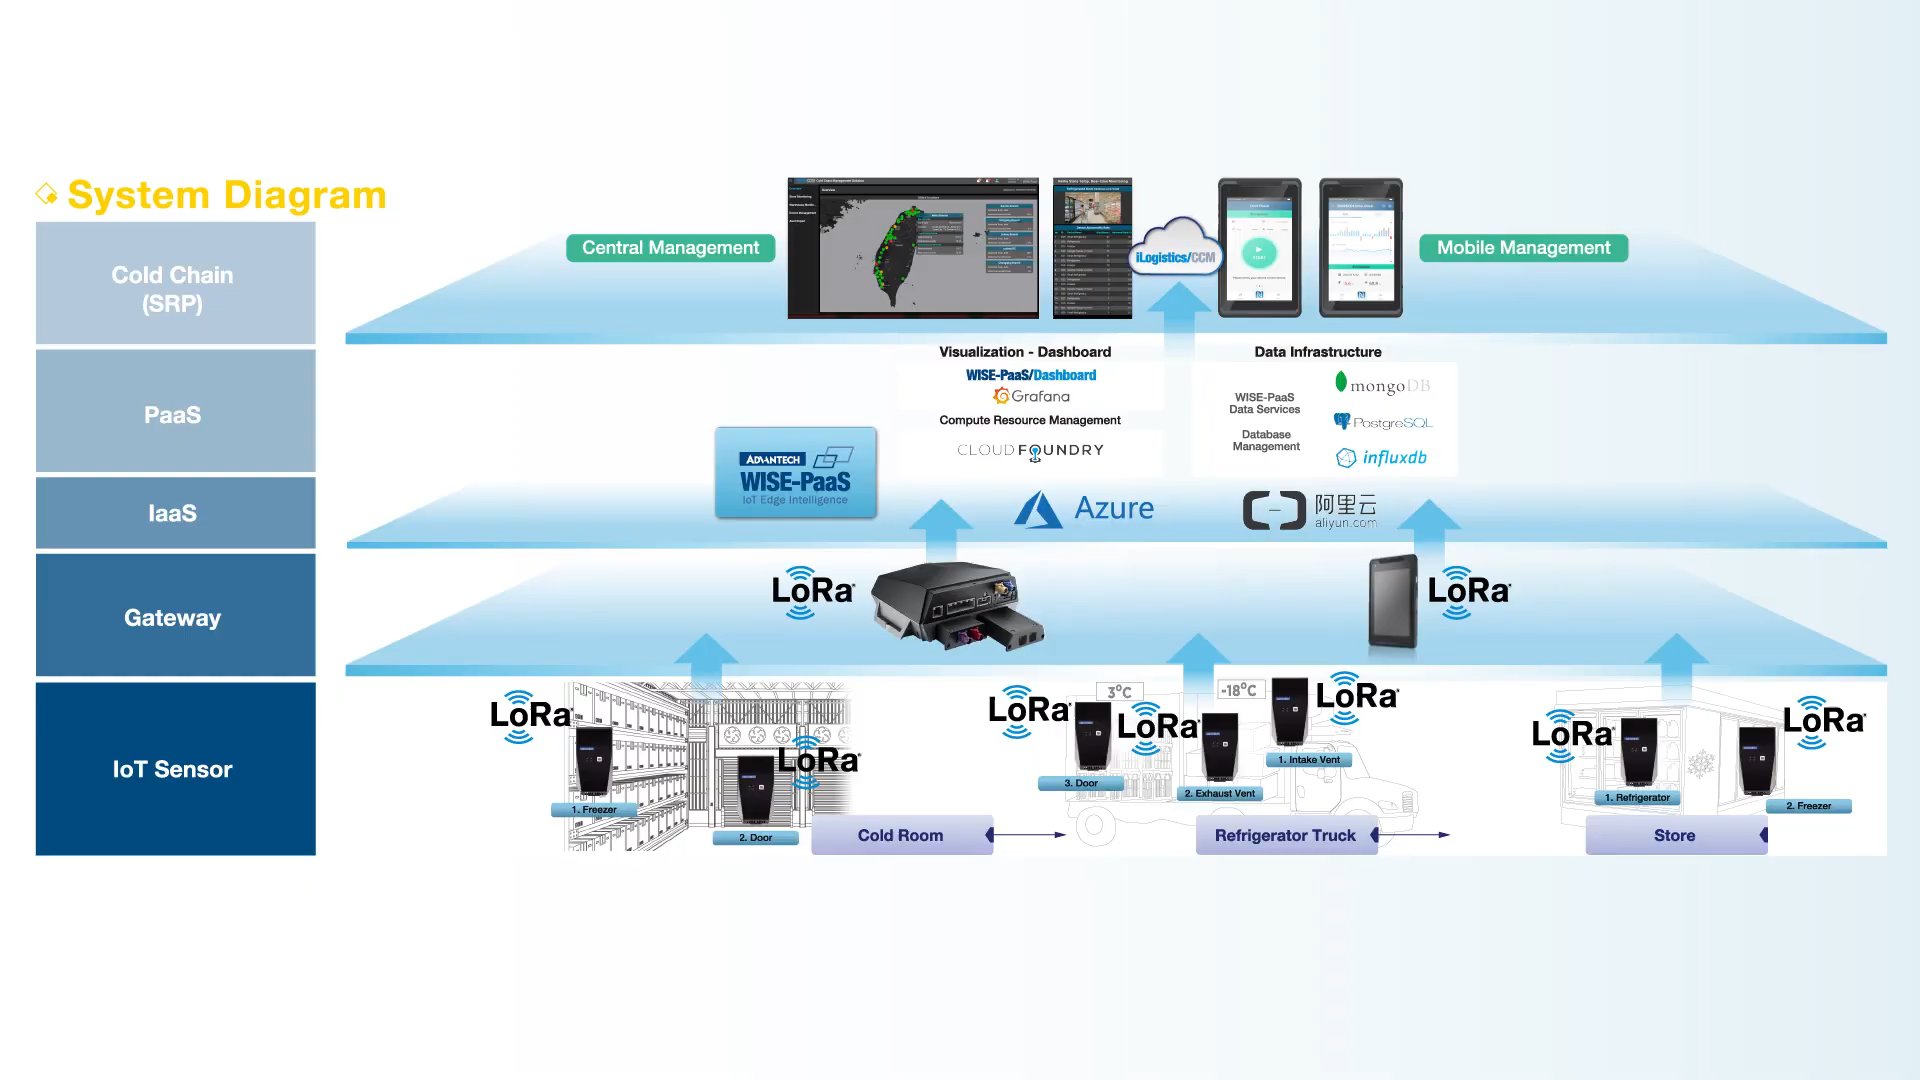 System Diagram
Cold Chain
(SRP)
PaaS
IaaS
Gateway
IoT Sensor
Central Management
iLogistics/CCM
Mobile Management
START
Visualization - Dashboard
WISE-PaaS/Dashboard
Grafana
Compute Resource Management
CLOUD FOUNDRY
Data Infrastructure
WISE-PaaS
Data Services
Database
Management
mongoDB
PostgreSQL
influxdb
ADVANTECH
WISE-PaaS
IoT Edge Intelligence
Azure
阿里云
aliyun.com
LoRa
LoRa
LoRa
LoRa
1. Freezer
2. Door
Cold Room
3°C
-18°C
LoRa
LoRa
LoRa
3. Door
2. Exhaust Vent
1. Intake Vent
Refrigerator Truck
LoRa
LoRa
1. Refrigerator
2. Freezer
Store